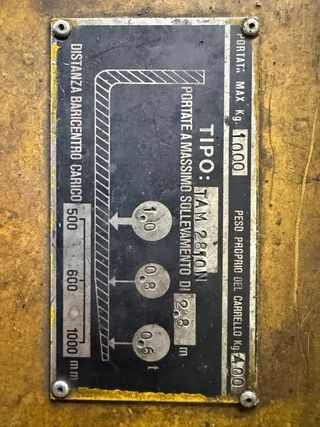 PORTATA MAX Kg. 1000 PESO PROPRIO DEL CARRELLO Kg 400
TIPO: TAM 2810N
PORTATE A MASSIMO SOLLEVAMENTO DI 2,8 m
1,0 0,8 0,6 t
DISTANZA BARICENTRO CARICO 500 600 1000 mm